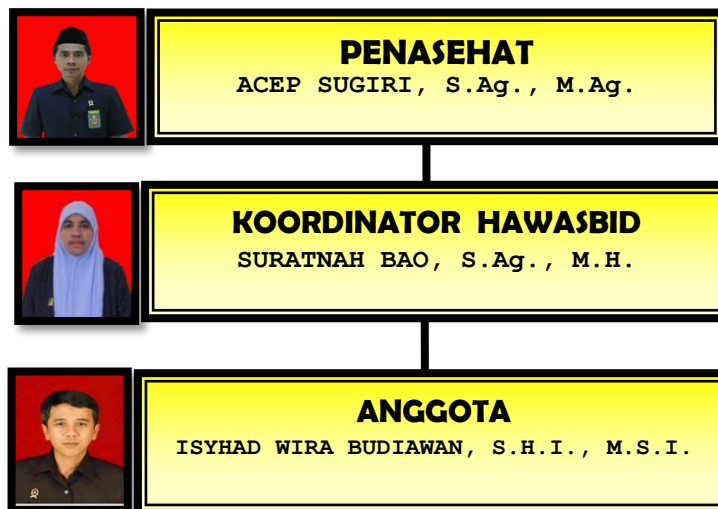 PENASEHAT
ACEP SUGIRI, S.Ag., M.Ag.
KOORDINATOR HAWASBID
SURATNAH BAO, S.Ag., M.H.
ANGGOTA
ISYHAD WIRA BUDIAWAN, S.H.I., M.S.I.